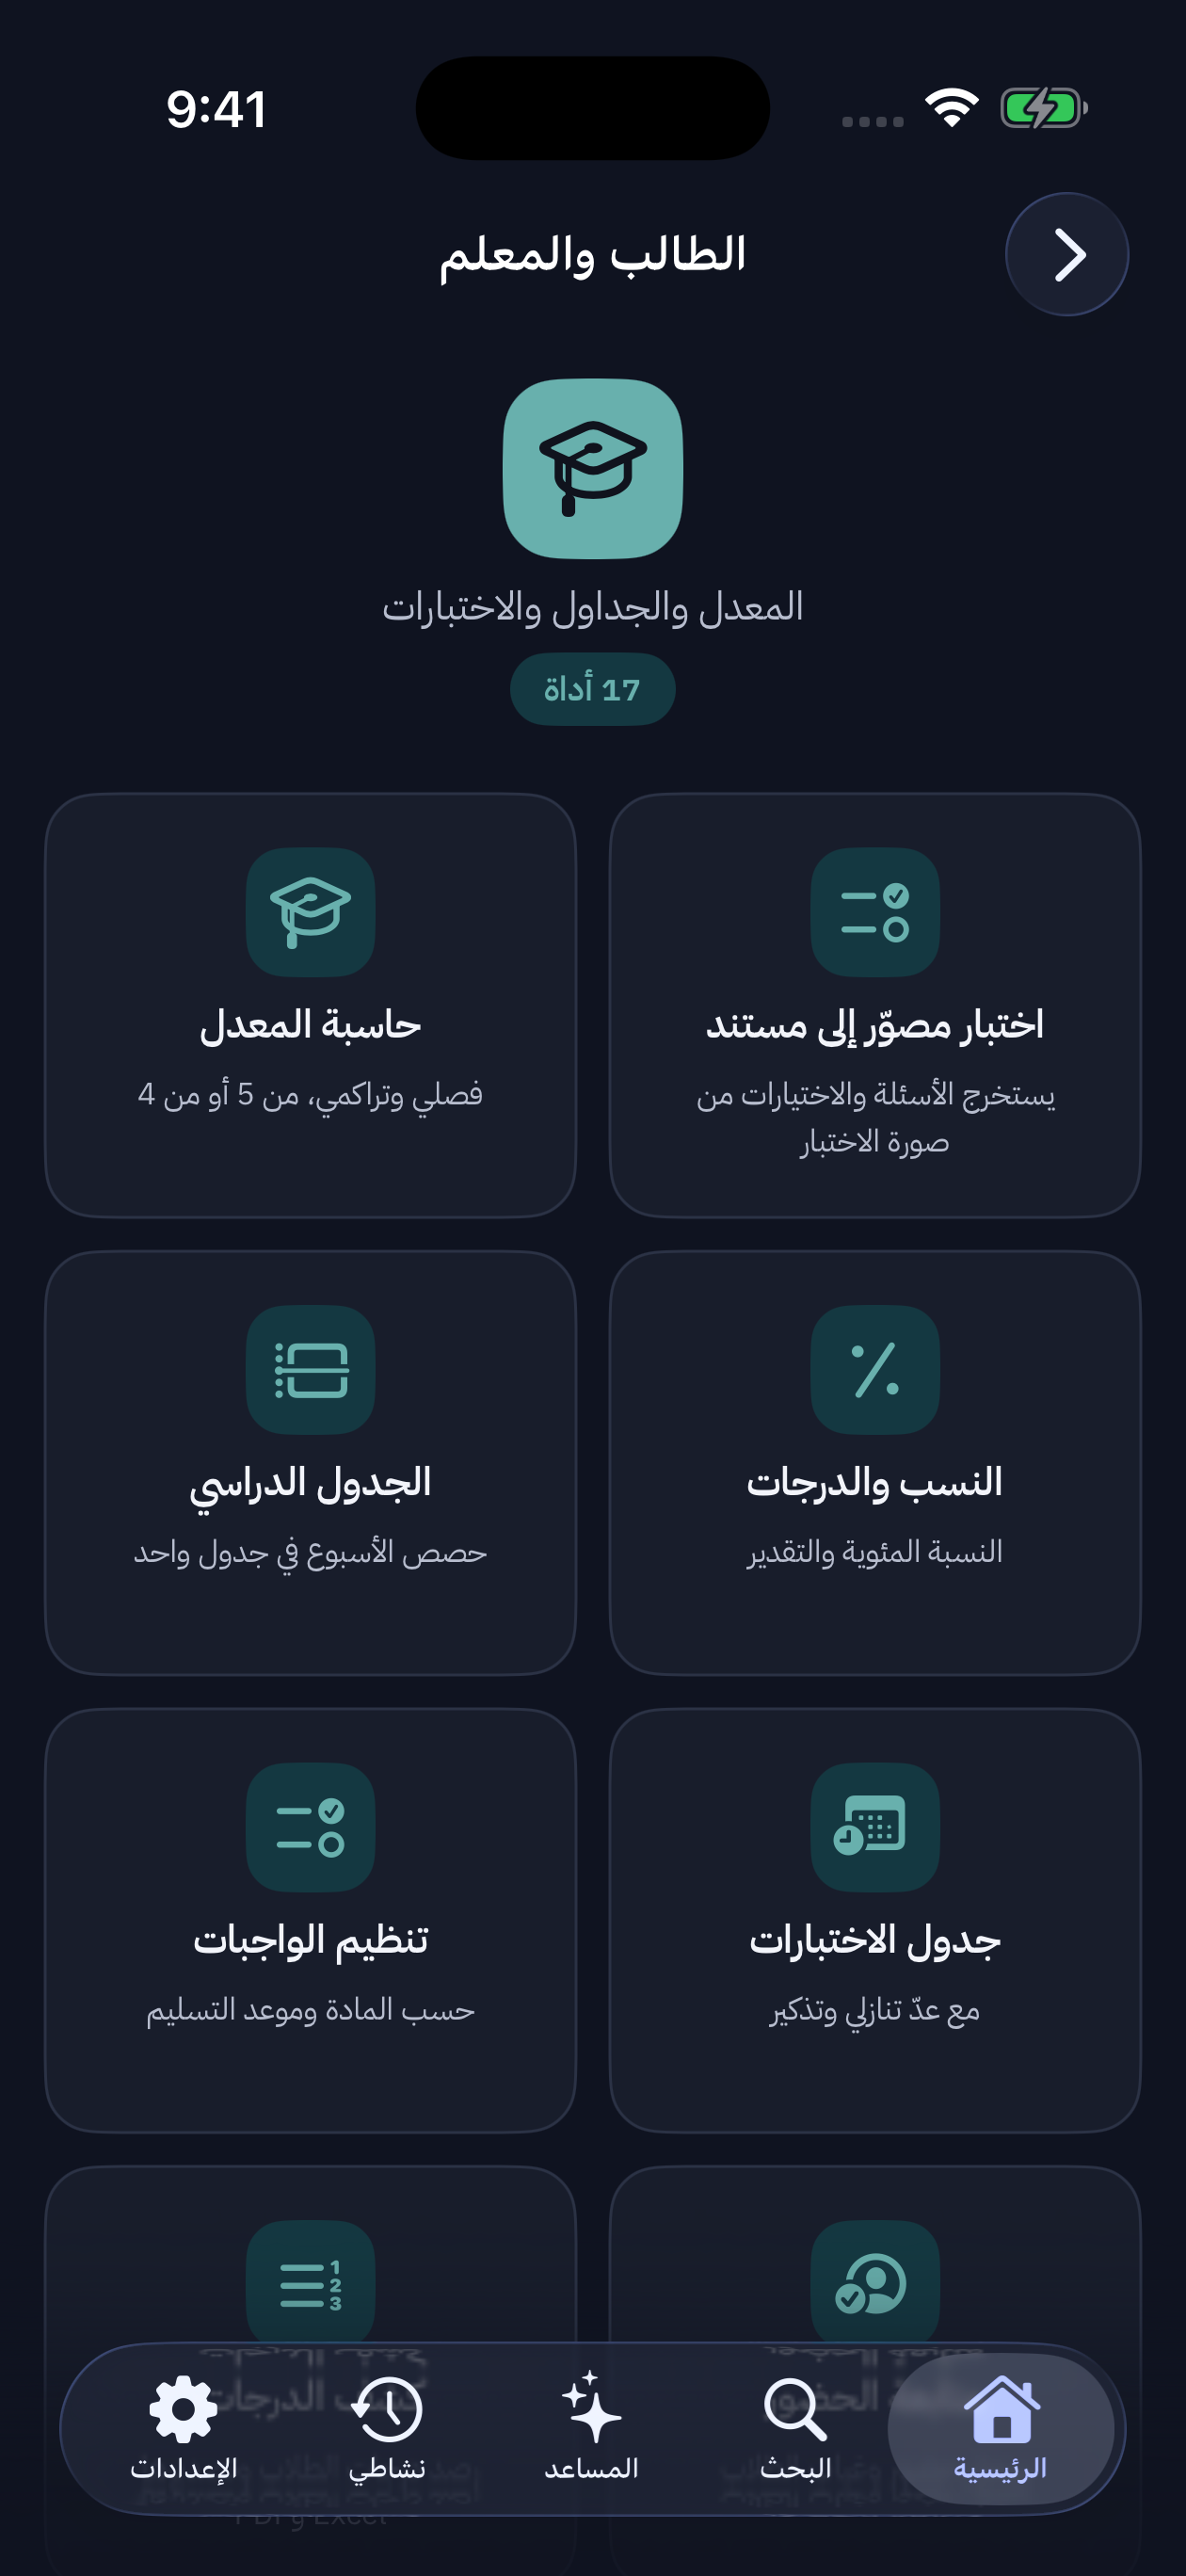 9:41
الطالب والمعلم
المعدل والجداول والاختبارات
17 أداة
اختبار مصوّر إلى مستند
يستخرج الأسئلة والاختيارات من
صورة الاختبار
حاسبة المعدل
فصلي وتراكمي، من 5 أو من 4
النسب والدرجات
النسبة المئوية والتقدير
الجدول الدراسي
حصص الأسبوع في جدول واحد
جدول الاختبارات
مع عدّ تنازلي وتذكير
تنظيم الواجبات
حسب المادة وموعد التسليم
1
2
3
الرئيسية
البحث
المساعد
نشاطي
الإعدادات